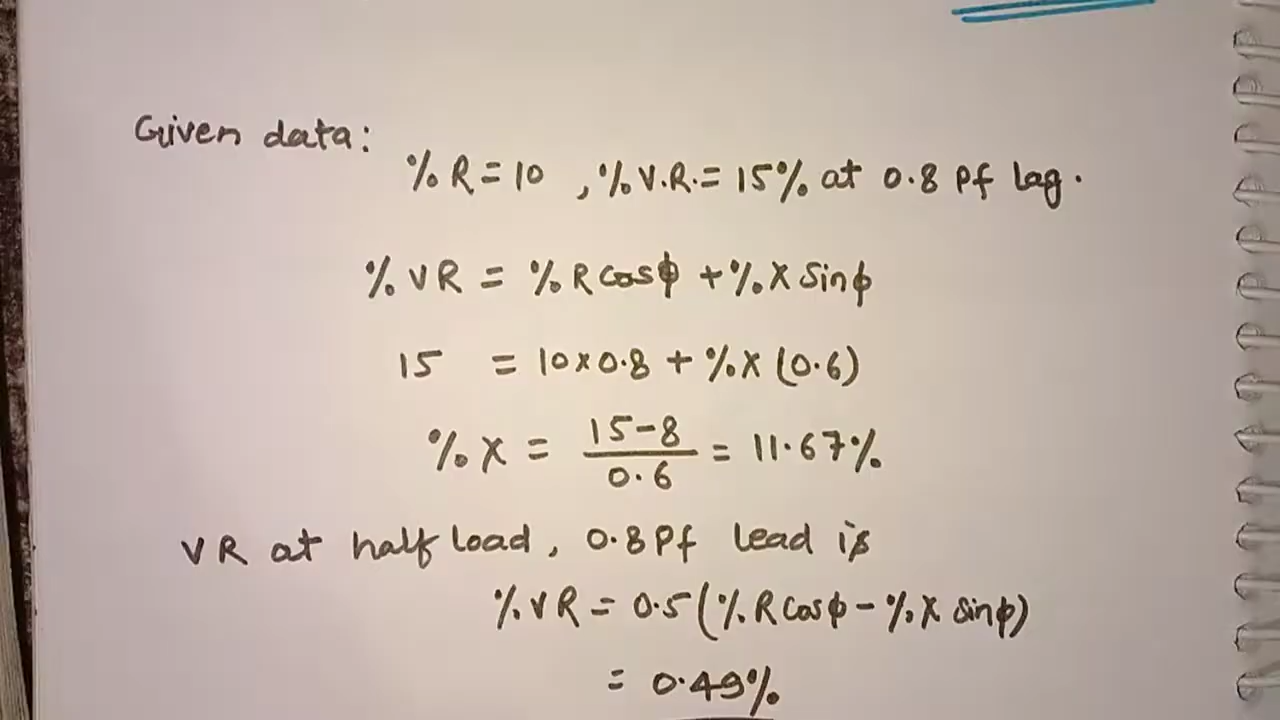 Given data:
% R = 10 , % V.R. = 15% at 0.8 Pf lag.
% VR = % R cosϕ + % X sinϕ
15 = 10 × 0.8 + % X (0.6)
% X = (15-8)/0.6 = 11.67%
VR at half load, 0.8 Pf lead is
% VR = 0.5 (% R cosϕ - % X sinϕ)
= 0.49%